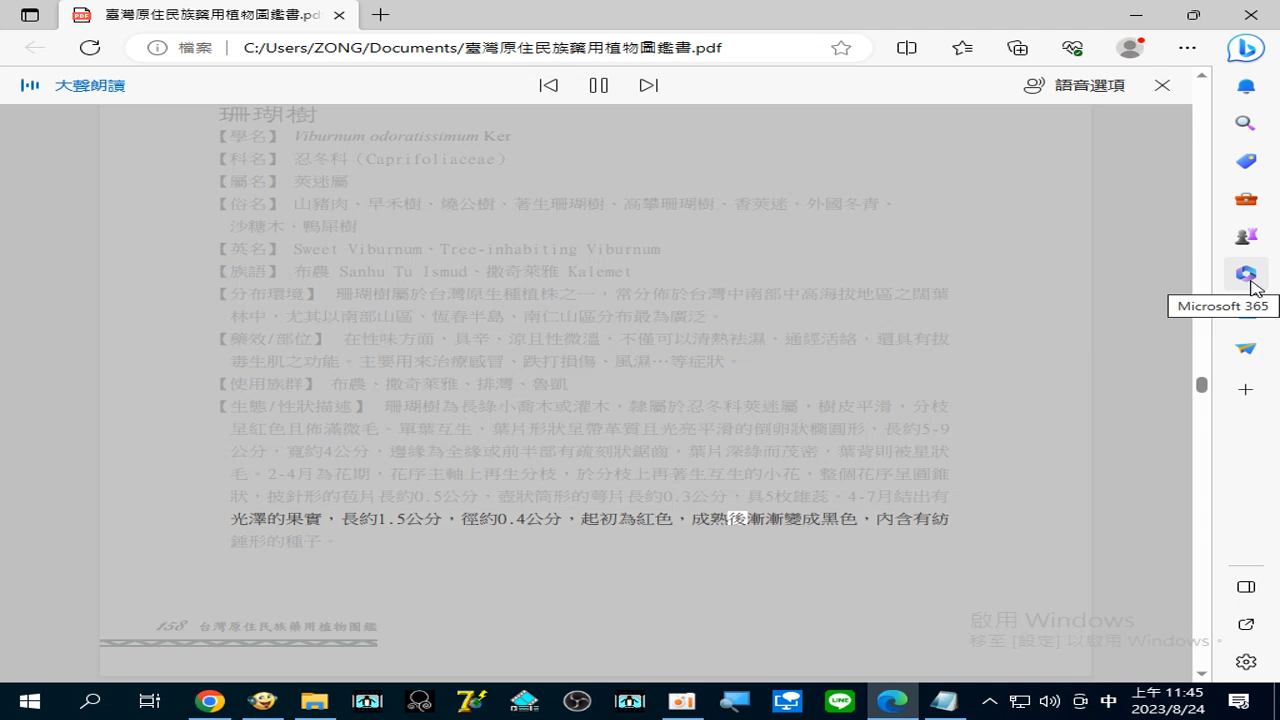 臺灣原住民族藥用植物圖鑑書.pd
檔案 C:/Users/ZONG/Documents/臺灣原住民族藥用植物圖鑑書.pdf
大聲朗讀
語音選項
珊瑚樹
【學名】 Viburnum odoratissimum Ker
【科名】 忍冬科（Caprifoliaceae）
【屬名】 莢迷屬
【俗名】 山豬肉、旱禾樹、燒公樹、著生珊瑚樹、高攀珊瑚樹、香莢迷、外國冬青、
沙糖木、鴨屎樹
【英名】 Sweet Viburnum、Tree-inhabiting Viburnum
【族語】 布農 Sanhu Tu Ismud、撒奇萊雅 Kalemet
【分布環境】 珊瑚樹屬於台灣原生種植株之一，常分佈於台灣中南部中高海拔地區之闊葉
林中，尤其以南部山區、恆春半島、南仁山區分布最為廣泛。
【藥效/部位】 在性味方面，具辛、涼且性微溫，不僅可以清熱袪濕、通經活絡，還具有拔
毒生肌之功能。主要用來治療感冒、跌打損傷、風濕…等症狀。
【使用族群】 布農、撒奇萊雅、排灣、魯凱
【生態/性狀描述】 珊瑚樹為長綠小喬木或灌木，隸屬於忍冬科莢迷屬，樹皮平滑，分枝
呈紅色且佈滿微毛。單葉互生，葉片形狀呈帶革質且光亮平滑的倒卵狀橢圓形，長約5-9
公分，寬約4公分，邊緣為全緣或前半部有疏刻狀鋸齒，葉片深綠而茂密，葉背則被星狀
毛。2-4月為花期，花序主軸上再生分枝，於分枝上再著生互生的小花，整個花序呈圓錐
狀，披針形的苞片長約0.5公分，壺狀筒形的萼片長約0.3公分，具5枚雄蕊。4-7月結出有
光澤的果實，長約1.5公分，徑約0.4公分，起初為紅色，成熟後漸漸變成黑色，內含有紡
錘形的種子。
158 台灣原住民族藥用植物圖鑑
Microsoft 365
啟用 Windows
移至 [設定] 以啟用 Windows。
中
上午 11:45
2023/8/24